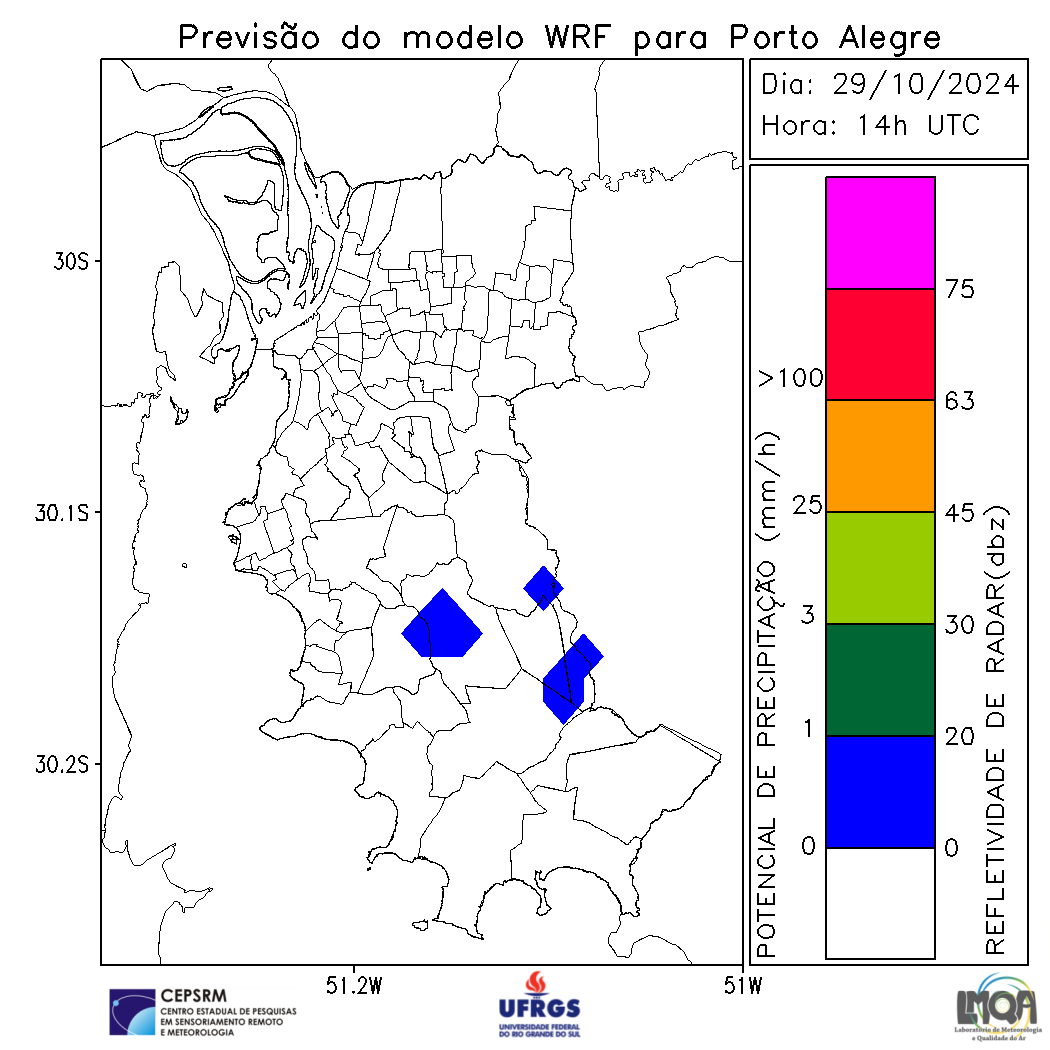 Previsão do modelo WRF para Porto Alegre
Dia: 29/10/2024
Hora: 14h UTC
30S
30.1S
30.2S
51.2W
51W
POTENCIAL DE PRECIPITAÇÃO (mm/h)
>100
25
3
1
0
75
63
45
30
20
0
REFLETIVIDADE DE RADAR(dbz)
CEPSRM
CENTRO ESTADUAL DE PESQUISAS
EM SENSORIAMENTO REMOTO
E METEOROLOGIA
UFRGS
UNIVERSIDADE FEDERAL
DO RIO GRANDE DO SUL
LMQA
Laboratório de Meteorologia
e Qualidade do Ar